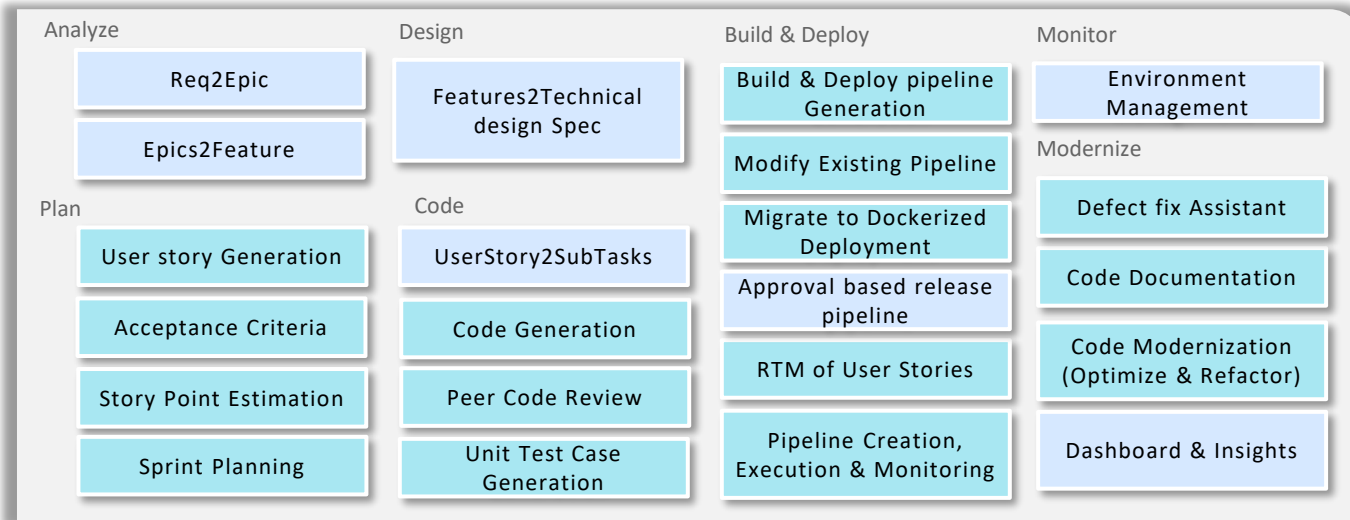 Analyze
Req2Epic
Epics2Feature
Plan
User story Generation
Acceptance Criteria
Story Point Estimation
Sprint Planning
Design
Features2Technical
design Spec
Code
UserStory2SubTasks
Code Generation
Peer Code Review
Unit Test Case
Generation
Build & Deploy
Build & Deploy pipeline
Generation
Modify Existing Pipeline
Migrate to Dockerized
Deployment
Approval based release
pipeline
RTM of User Stories
Pipeline Creation,
Execution & Monitoring
Monitor
Environment
Management
Modernize
Defect fix Assistant
Code Documentation
Code Modernization
(Optimize & Refactor)
Dashboard & Insights